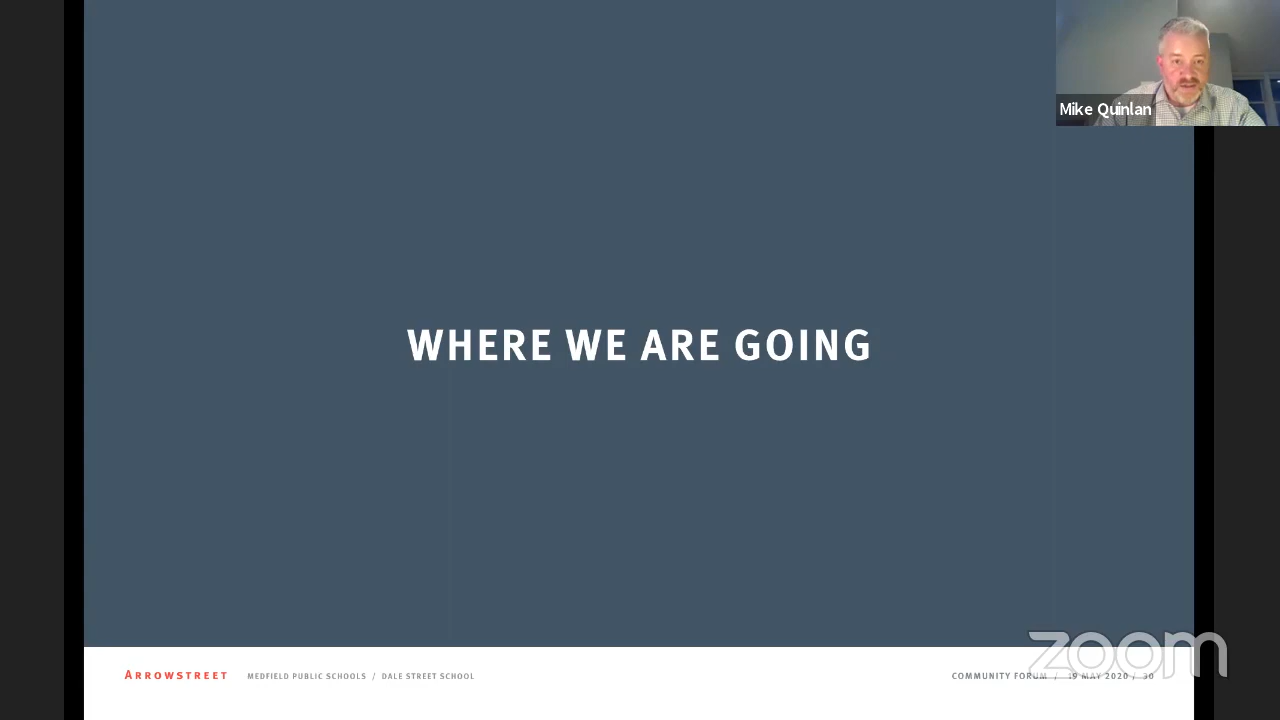 Mike Quinlan
WHERE WE ARE GOING
zoom
ARROWSTREET MEDFIELD PUBLIC SCHOOLS / DALE STREET SCHOOL COMMUNITY FORUM / 19 MAY 2020 / 30